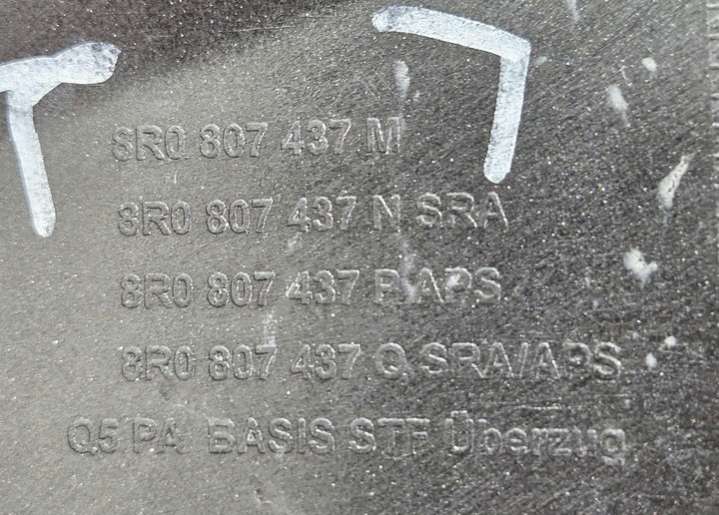 8R0 807 437 M
8R0 807 437 N SRA
8R0 807 437 P APS
8R0 807 437 Q SRA/APS
Q5 PA BASIS STF Überzug